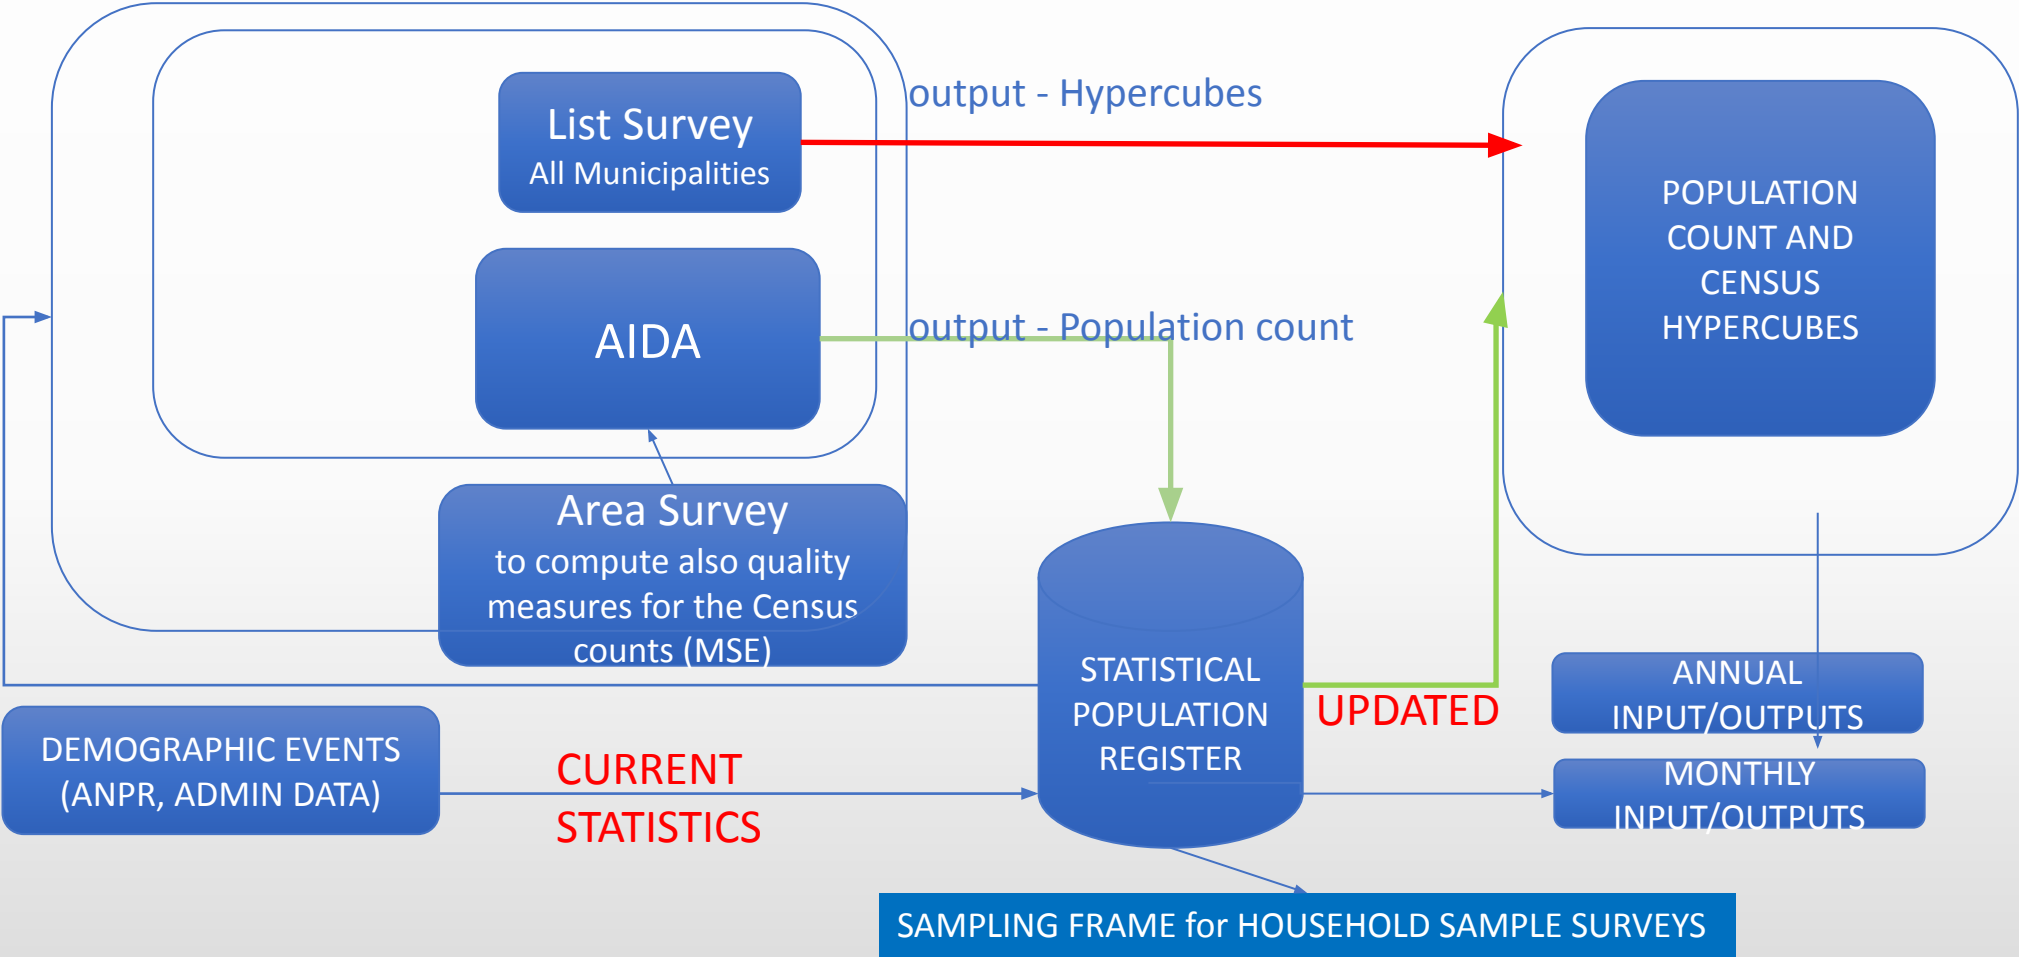 List Survey
All Municipalities
output - Hypercubes
POPULATION
COUNT AND
CENSUS
HYPERCUBES
AIDA
output - Population count
Area Survey
to compute also quality
measures for the Census
counts (MSE)
STATISTICAL
POPULATION
REGISTER
UPDATED
ANNUAL
INPUT/OUTPUTS
DEMOGRAPHIC EVENTS
(ANPR, ADMIN DATA)
CURRENT
STATISTICS
MONTHLY
INPUT/OUTPUTS
SAMPLING FRAME for HOUSEHOLD SAMPLE SURVEYS